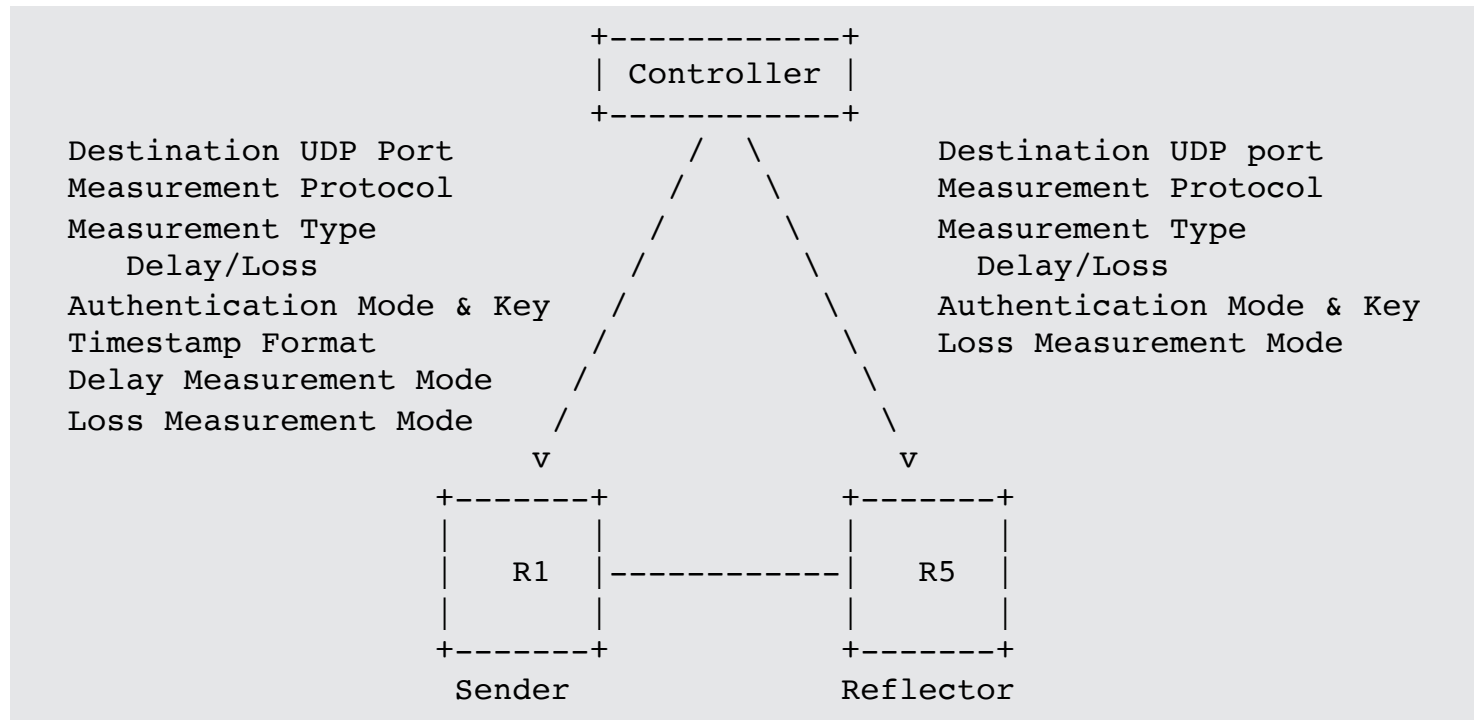 Controller
Destination UDP Port
Measurement Protocol
Measurement Type
Delay/Loss
Authentication Mode & Key
Timestamp Format
Delay Measurement Mode
Loss Measurement Mode
Destination UDP port
Measurement Protocol
Measurement Type
Delay/Loss
Authentication Mode & Key
Loss Measurement Mode
v
v
R1
R5
Sender
Reflector